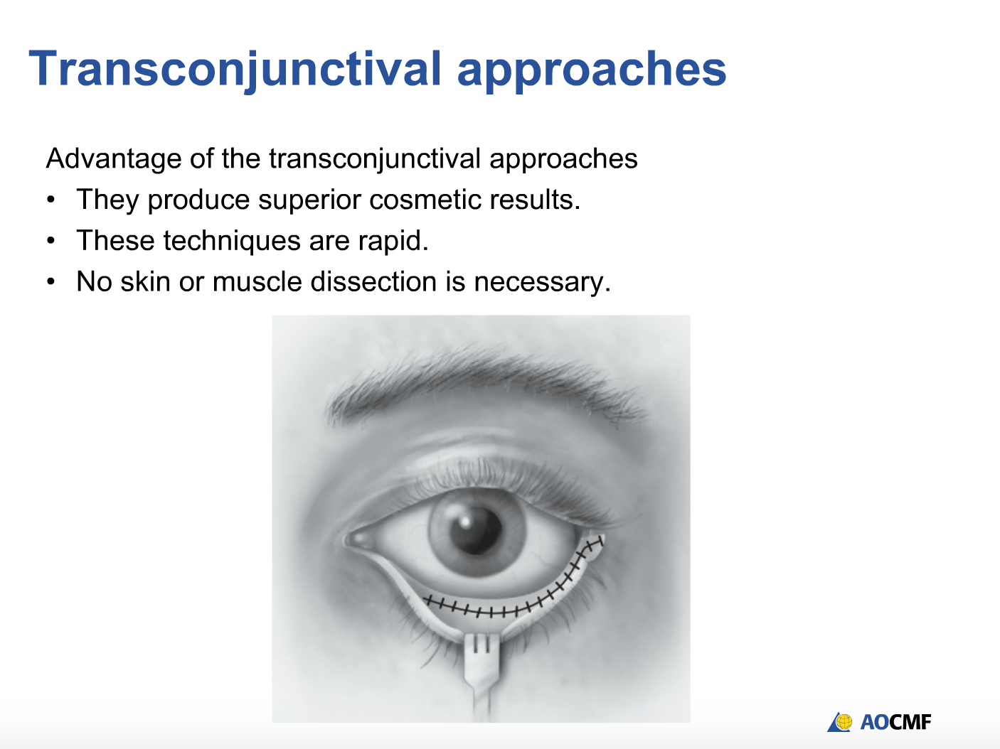 Transconjunctival approaches
Advantage of the transconjunctival approaches
• They produce superior cosmetic results.
• These techniques are rapid.
• No skin or muscle dissection is necessary.
AOCMF